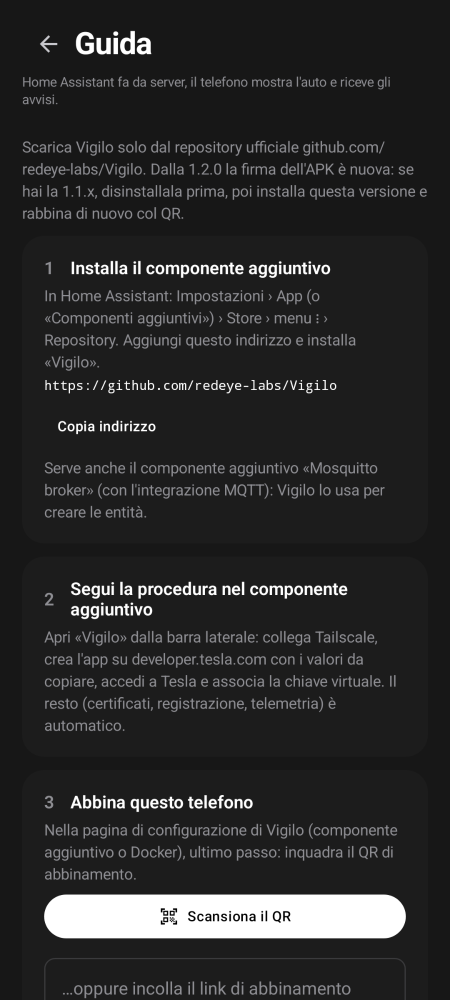 Guida
Home Assistant fa da server, il telefono mostra l'auto e riceve gli
avvisi.
Scarica Vigilo solo dal repository ufficiale github.com/
redeye-labs/Vigilo. Dalla 1.2.0 la firma dell'APK è nuova: se
hai la 1.1.x, disinstallala prima, poi installa questa versione e
rabbina di nuovo col QR.
1 Installa il componente aggiuntivo
In Home Assistant: Impostazioni › App (o
«Componenti aggiuntivi») › Store › menu ⋮ ›
Repository. Aggiungi questo indirizzo e installa
«Vigilo».
https://github.com/redeye-labs/Vigilo
Copia indirizzo
Serve anche il componente aggiuntivo «Mosquitto
broker» (con l'integrazione MQTT): Vigilo lo usa per
creare le entità.
2 Segui la procedura nel componente
aggiuntivo
Apri «Vigilo» dalla barra laterale: collega Tailscale,
crea l'app su developer.tesla.com con i valori da
copiare, accedi a Tesla e associa la chiave virtuale. Il
resto (certificati, registrazione, telemetria) è
automatico.
3 Abbina questo telefono
Nella pagina di configurazione di Vigilo (componente
aggiuntivo o Docker), ultimo passo: inquadra il QR di
abbinamento.
Scansiona il QR
…oppure incolla il link di abbinamento